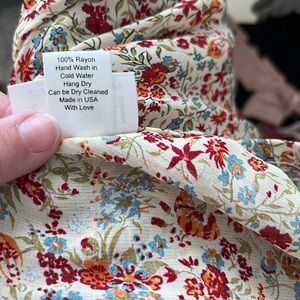 100% Rayon
Hand Wash in
Cold Water
Hang Dry
Can be Dry Cleaned
Made in USA
With Love